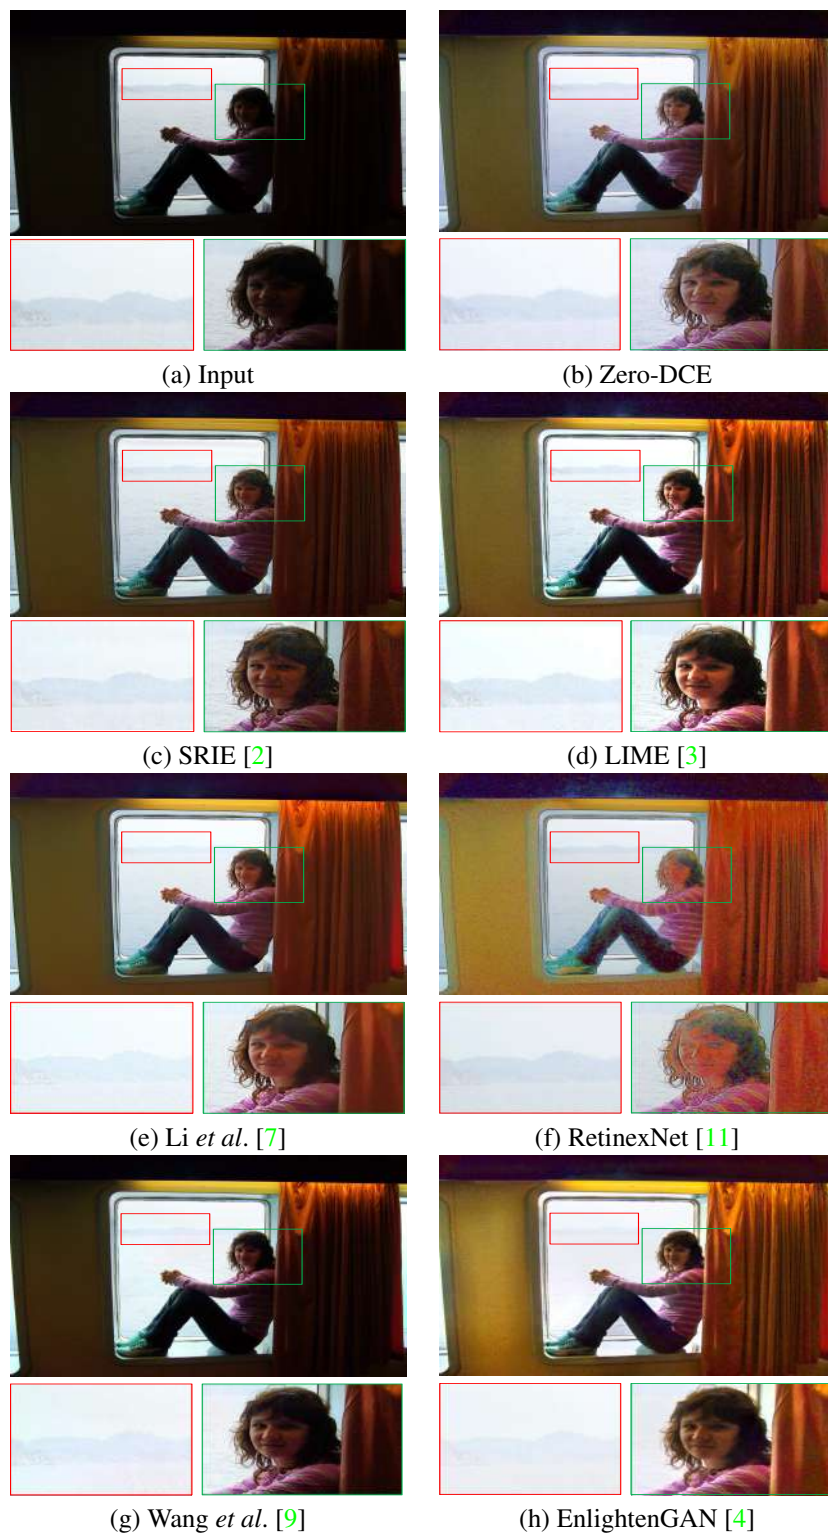 (a) Input
(b) Zero-DCE
(c) SRIE [2]
(d) LIME [3]
(e) Li et al. [7]
(f) RetinexNet [11]
(g) Wang et al. [9]
(h) EnlightenGAN [4]